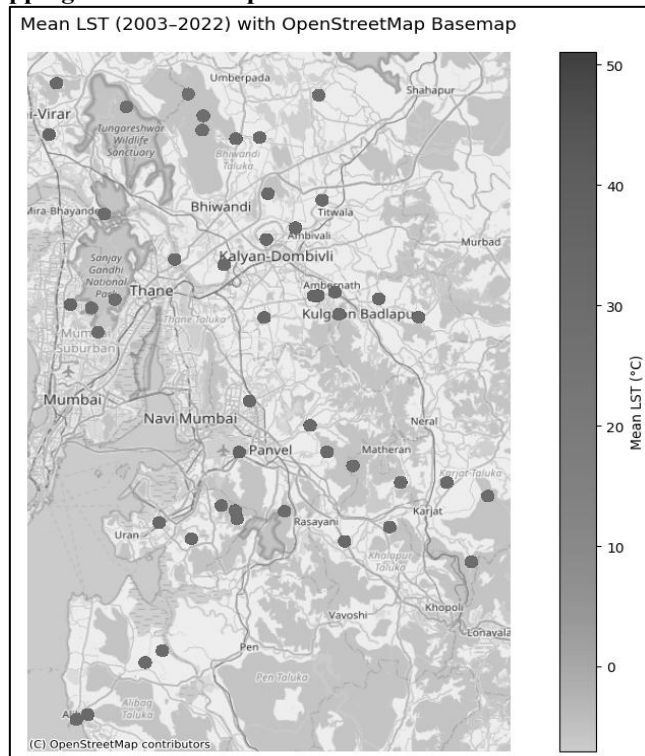 Mean LST (2003–2022) with OpenStreetMap Basemap
Umberpada
Shahapur
i-Virar
Tungareshwar
Wildlife
Sanctuary
Bhiwandi
Taluka
Bhiwandi
Titwala
Mira-Bhayander
Ambivali
Murbad
Kalyan-Dombivli
Sanjay
Gandhi
National
Park
Thane
Ambernath
Thane Taluka
Kulgaon Badlapur
Mumbai
Suburban
Mumbai
Navi Mumbai
Neral
Panvel
Matheran
Karjat Taluka
Karjat
Rasayani
Uran
Khalapur
Taluka
Khopoli
Vavoshi
Lonavala
Pen
Pen Taluka
Alibag
Taluka
(C) OpenStreetMap contributors
50
40
30
20
10
0
Mean LST (°C)